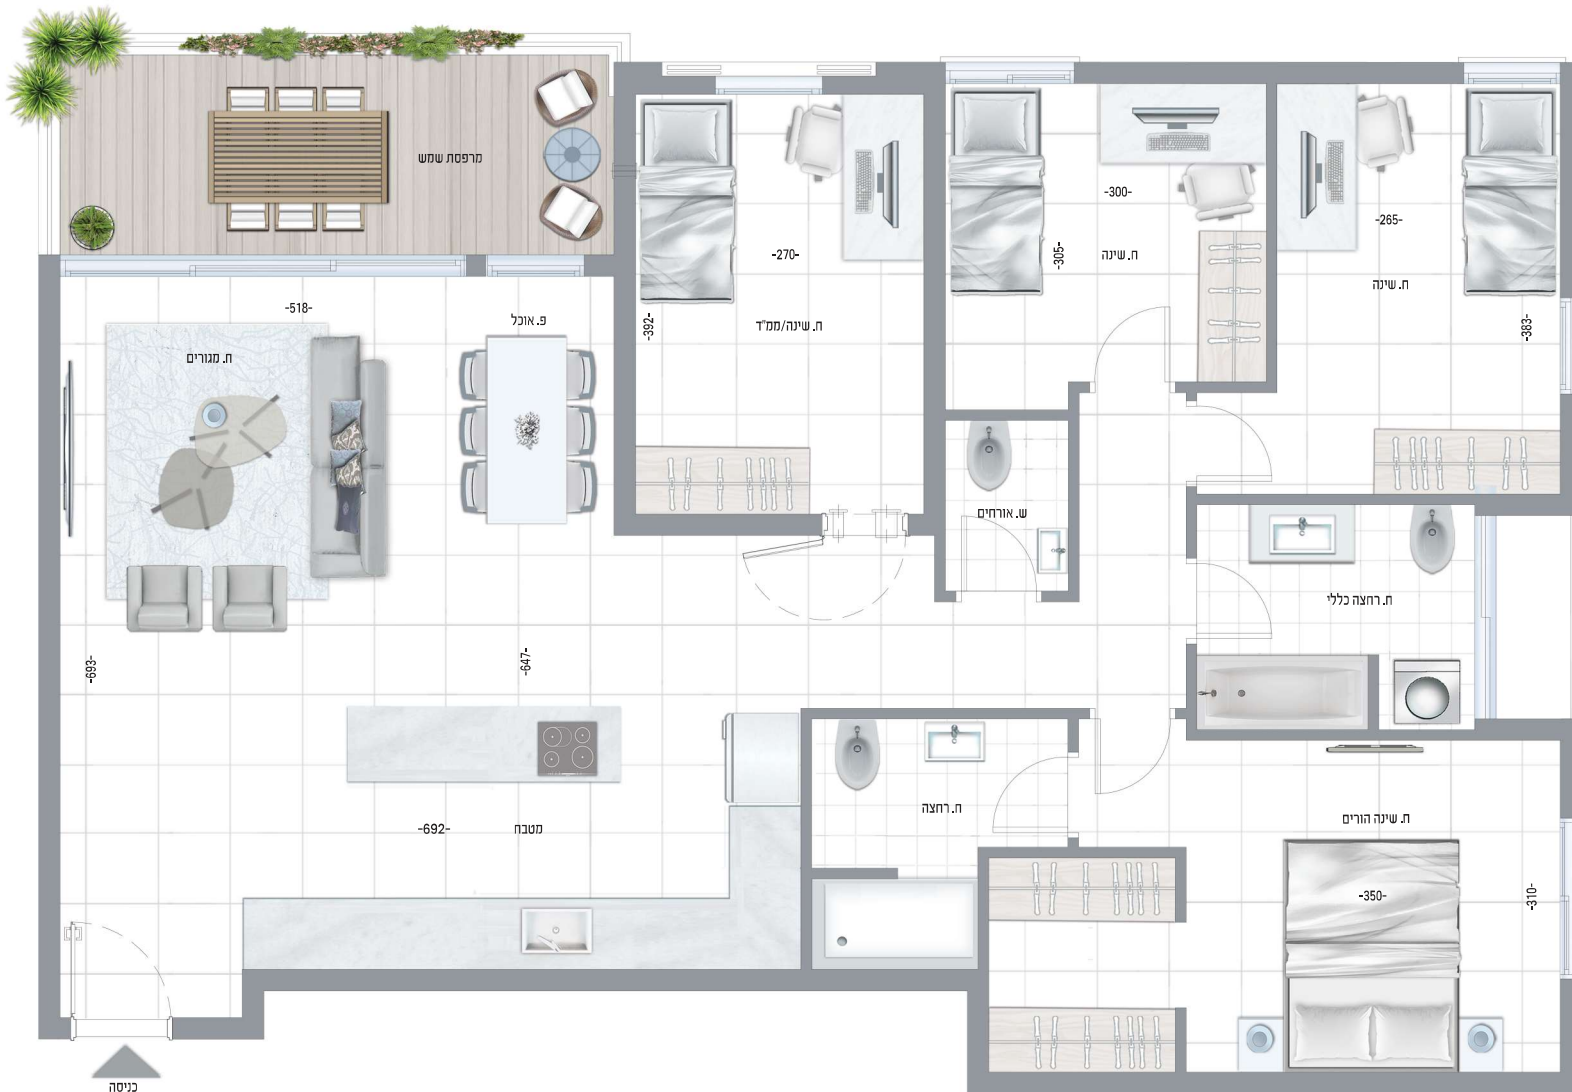 מרפסת שמש
-300-
-265-
-270-
-305-
ח. שינה
ח. שינה
-518-
פ. אוכל
-392-
ח. שינה/ממ"ד
-383-
ח. מגורים
ש. אורחים
ח. רחצה כללי
-693-
-647-
ח. רחצה
ח. שינה הורים
-692-
מטבח
-350-
-310-
כניסה